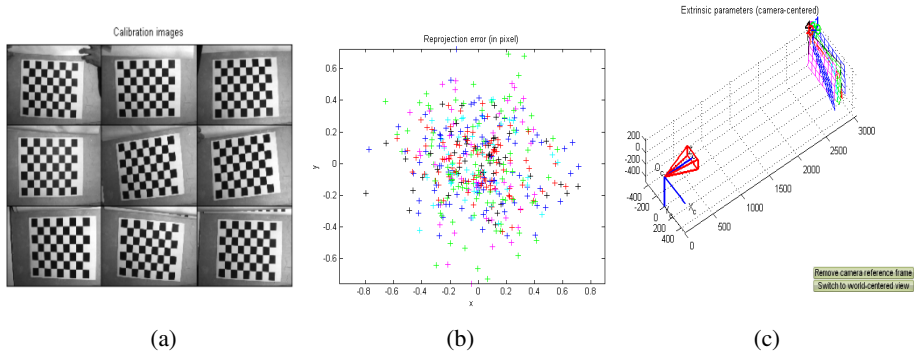 Calibration images
Reprojection error (in pixel)
0.6
0.4
0.2
0
-0.2
-0.4
-0.6
y
-0.8 -0.6 -0.4 -0.2 0 0.2 0.4 0.6 0.8
x
Extrinsic parameters (camera-centered)
200
0
-200
-400
-400
-200
0
200
400
0
500
1000
1500
2000
2500
3000
Xc
Remove camera reference frame
Switch to world-centered view
(a)
(b)
(c)